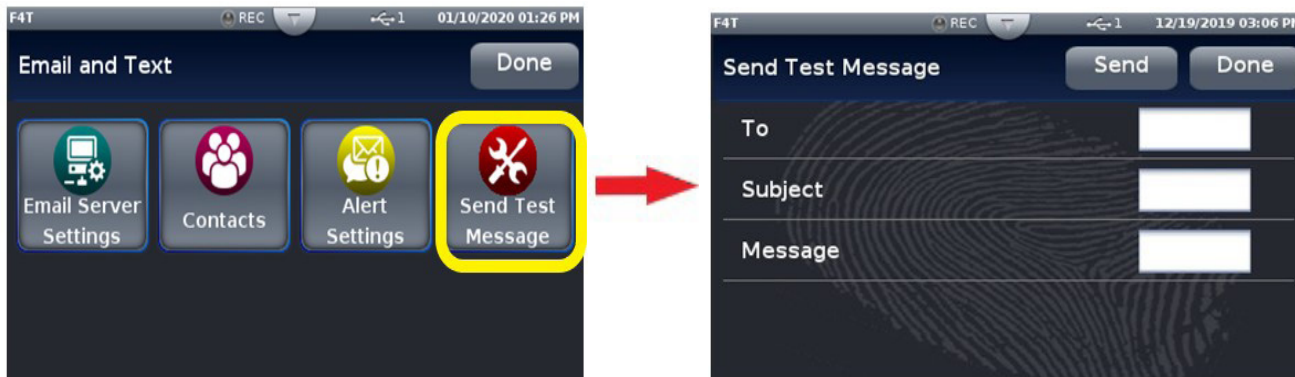 F4T REC 1 01/10/2020 01:26 PM
Email and Text Done
Email Server Settings
Contacts
Alert Settings
Send Test Message
F4T REC 1 12/19/2019 03:06 PM
Send Test Message Send Done
To
Subject
Message